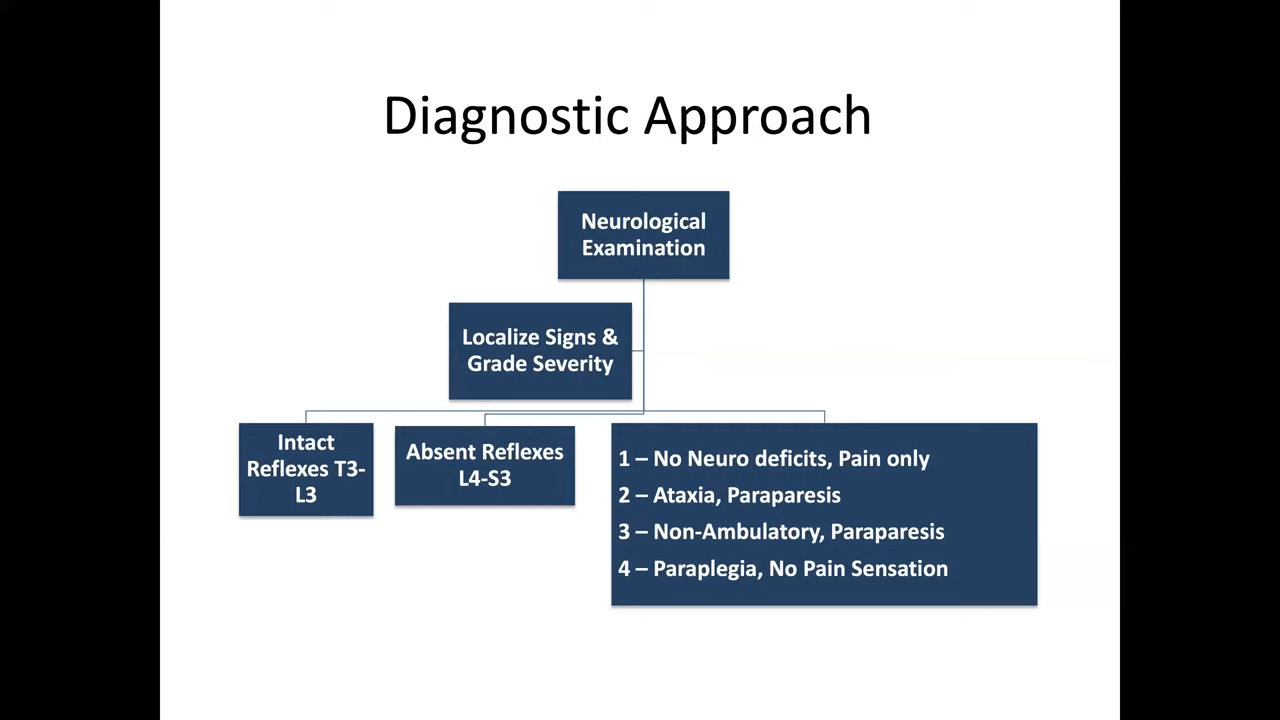 Diagnostic Approach
Neurological
Examination
Localize Signs &
Grade Severity
Intact
Reflexes T3-
L3
Absent Reflexes
L4-S3
1 – No Neuro deficits, Pain only
2 – Ataxia, Paraparesis
3 – Non-Ambulatory, Paraparesis
4 – Paraplegia, No Pain Sensation